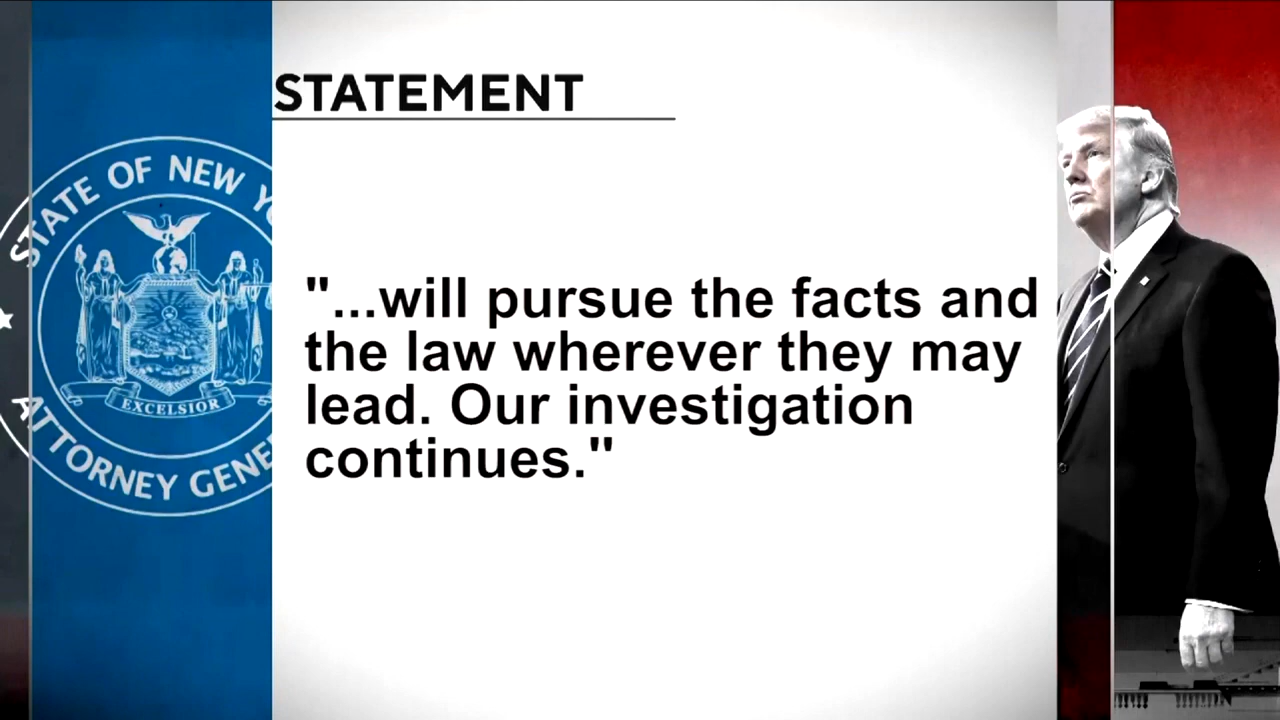 STATEMENT
STATE OF NEW
"...will pursue the facts and
the law wherever they may
lead. Our investigation
continues."
EXCELSIOR
ATTORNEY